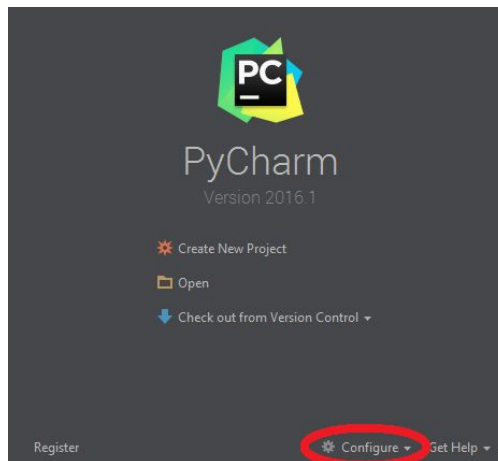 PC
PyCharm
Version 2016.1
Create New Project
Open
Check out from Version Control
Register
Configure
Get Help